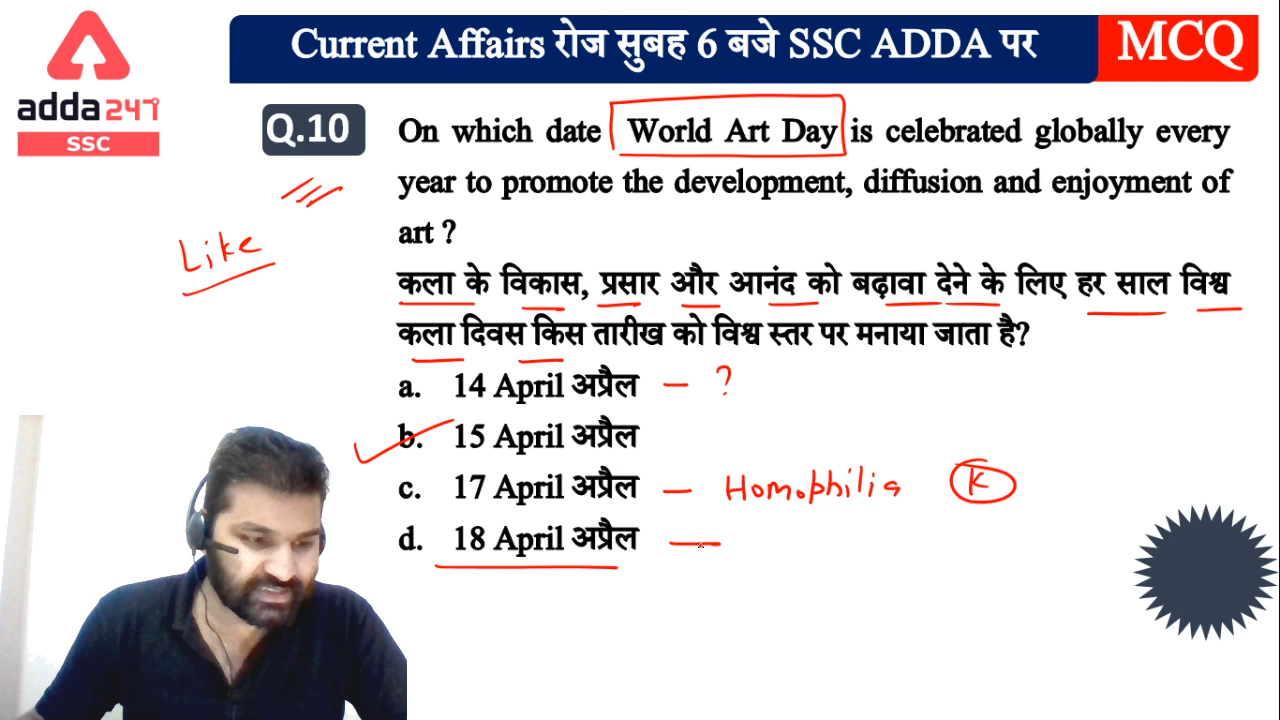 Current Affairs रोज सुबह 6 बजे SSC ADDA पर
MCQ
adda247
SSC
Q.10
On which date World Art Day is celebrated globally every
year to promote the development, diffusion and enjoyment of
art ?
Like
कला के विकास, प्रसार और आनंद को बढ़ावा देने के लिए हर साल विश्व
कला दिवस किस तारीख को विश्व स्तर पर मनाया जाता है?
a. 14 April अप्रैल – ?
b. 15 April अप्रैल
c. 17 April अप्रैल – Homophilia K
d. 18 April अप्रैल –